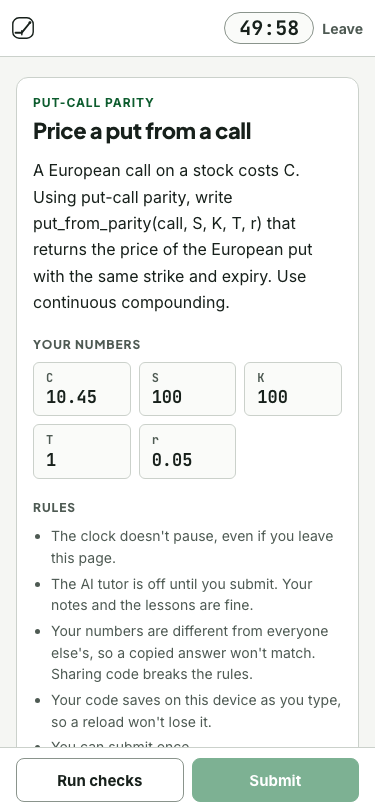 49:58
Leave
PUT-CALL PARITY
Price a put from a call
A European call on a stock costs C.
Using put-call parity, write
put_from_parity(call, S, K, T, r) that
returns the price of the European put
with the same strike and expiry. Use
continuous compounding.
YOUR NUMBERS
C
10.45
S
100
K
100
T
1
r
0.05
RULES
• The clock doesn't pause, even if you leave
this page.
• The AI tutor is off until you submit. Your
notes and the lessons are fine.
• Your numbers are different from everyone
else's, so a copied answer won't match.
Sharing code breaks the rules.
• Your code saves on this device as you type,
so a reload won't lose it.
• You can submit once
Run checks
Submit